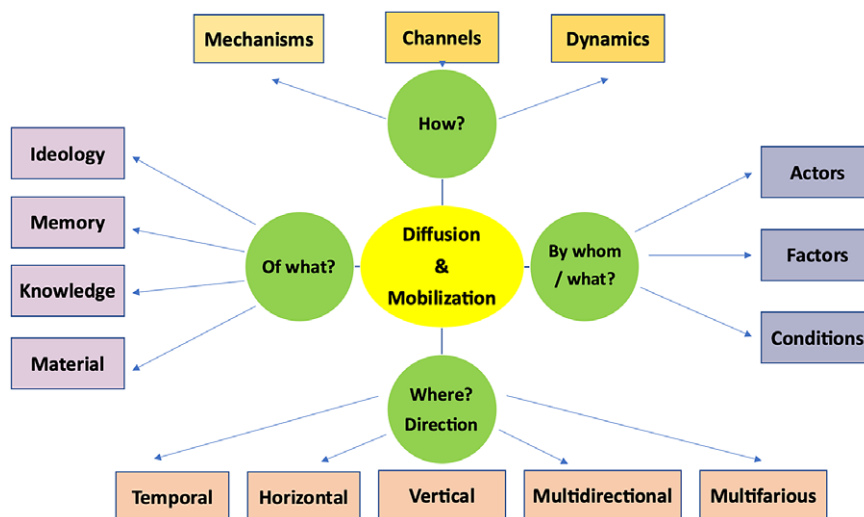 Mechanisms
Channels
Dynamics
How?
Ideology
Memory
Knowledge
Material
Of what?
Diffusion
&
Mobilization
By whom
/ what?
Actors
Factors
Conditions
Where?
Direction
Temporal
Horizontal
Vertical
Multidirectional
Multifarious